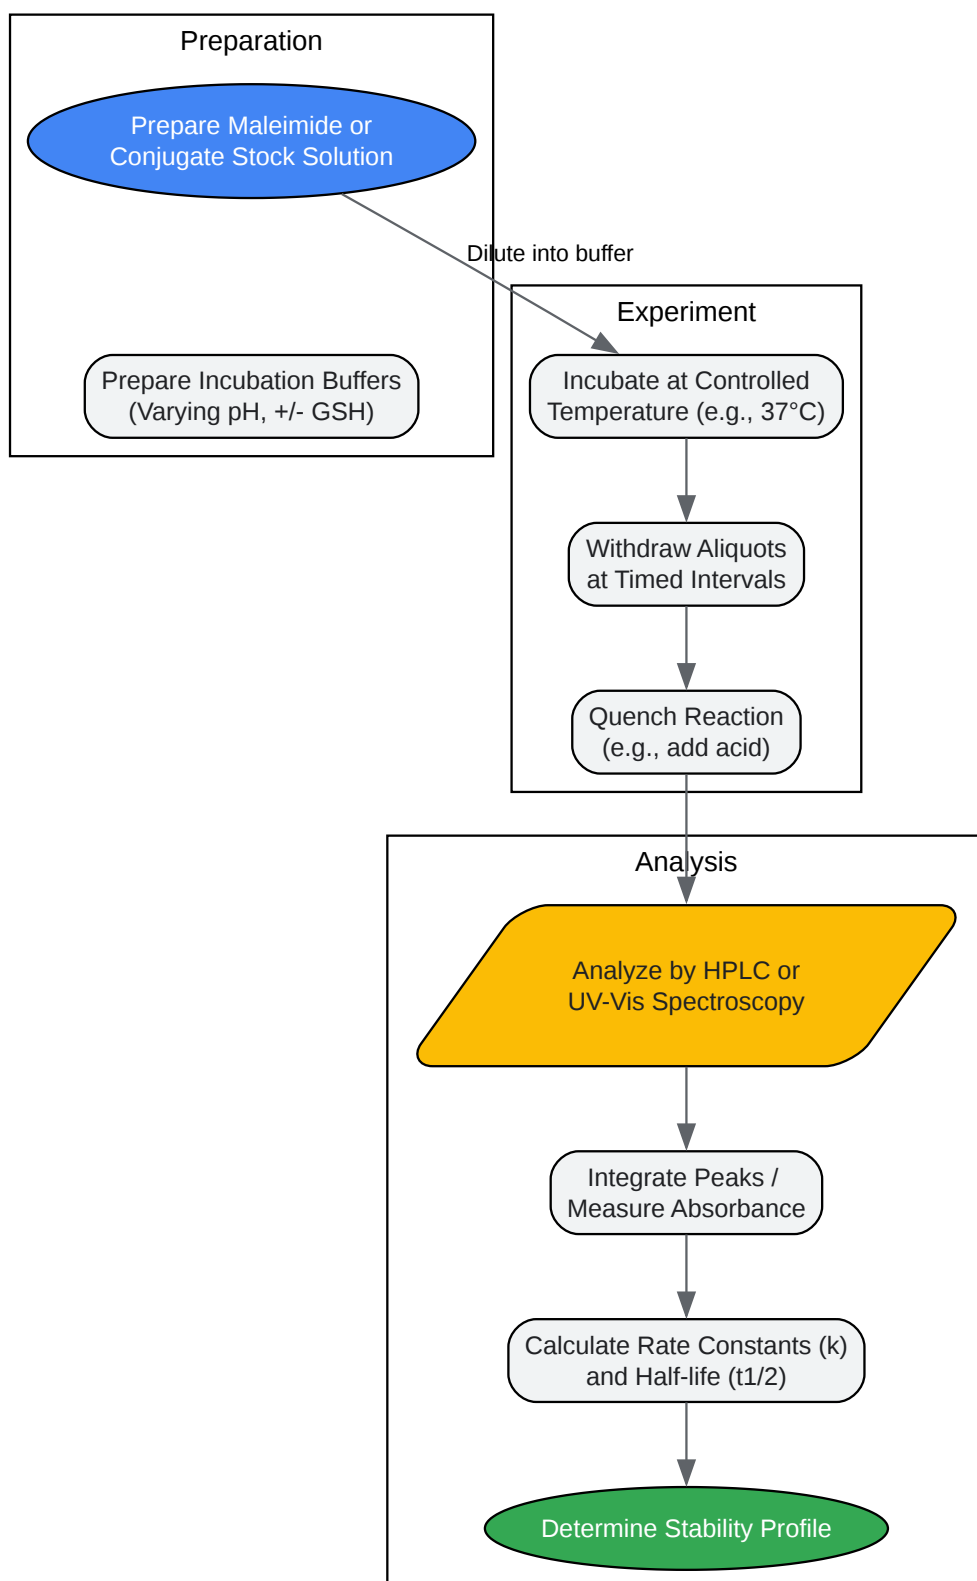 Preparation
Prepare Maleimide or
Conjugate Stock Solution
Dilute into buffer
Prepare Incubation Buffers
(Varying pH, +/- GSH)
Experiment
Incubate at Controlled
Temperature (e.g., 37°C)
Withdraw Aliquots
at Timed Intervals
Quench Reaction
(e.g., add acid)
Analysis
Analyze by HPLC or
UV-Vis Spectroscopy
Integrate Peaks /
Measure Absorbance
Calculate Rate Constants (k)
and Half-life (t1/2)
Determine Stability Profile